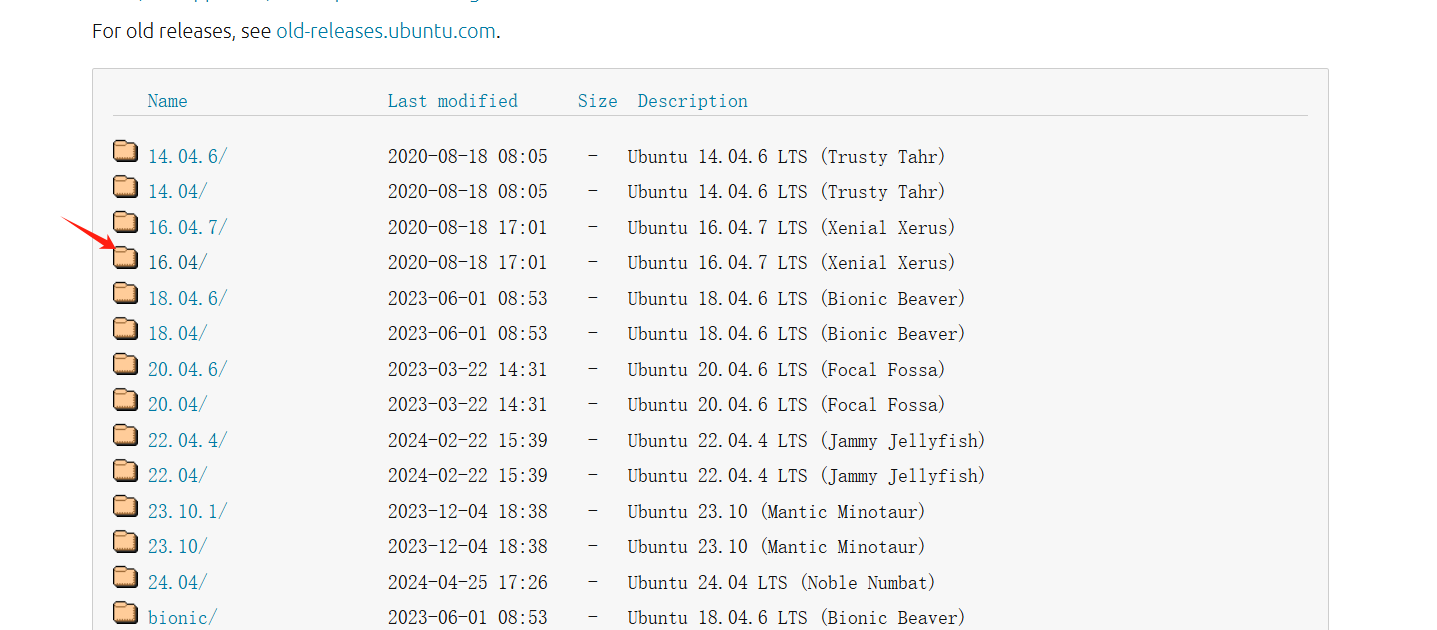 For old releases, see old-releases.ubuntu.com.
Name Last modified Size Description
14.04.6/ 2020-08-18 08:05 - Ubuntu 14.04.6 LTS (Trusty Tahr)
14.04/ 2020-08-18 08:05 - Ubuntu 14.04.6 LTS (Trusty Tahr)
16.04.7/ 2020-08-18 17:01 - Ubuntu 16.04.7 LTS (Xenial Xerus)
16.04/ 2020-08-18 17:01 - Ubuntu 16.04.7 LTS (Xenial Xerus)
18.04.6/ 2023-06-01 08:53 - Ubuntu 18.04.6 LTS (Bionic Beaver)
18.04/ 2023-06-01 08:53 - Ubuntu 18.04.6 LTS (Bionic Beaver)
20.04.6/ 2023-03-22 14:31 - Ubuntu 20.04.6 LTS (Focal Fossa)
20.04/ 2023-03-22 14:31 - Ubuntu 20.04.6 LTS (Focal Fossa)
22.04.4/ 2024-02-22 15:39 - Ubuntu 22.04.4 LTS (Jammy Jellyfish)
22.04/ 2024-02-22 15:39 - Ubuntu 22.04.4 LTS (Jammy Jellyfish)
23.10.1/ 2023-12-04 18:38 - Ubuntu 23.10 (Mantic Minotaur)
23.10/ 2023-12-04 18:38 - Ubuntu 23.10 (Mantic Minotaur)
24.04/ 2024-04-25 17:26 - Ubuntu 24.04 LTS (Noble Numbat)
bionic/ 2023-06-01 08:53 - Ubuntu 18.04.6 LTS (Bionic Beaver)